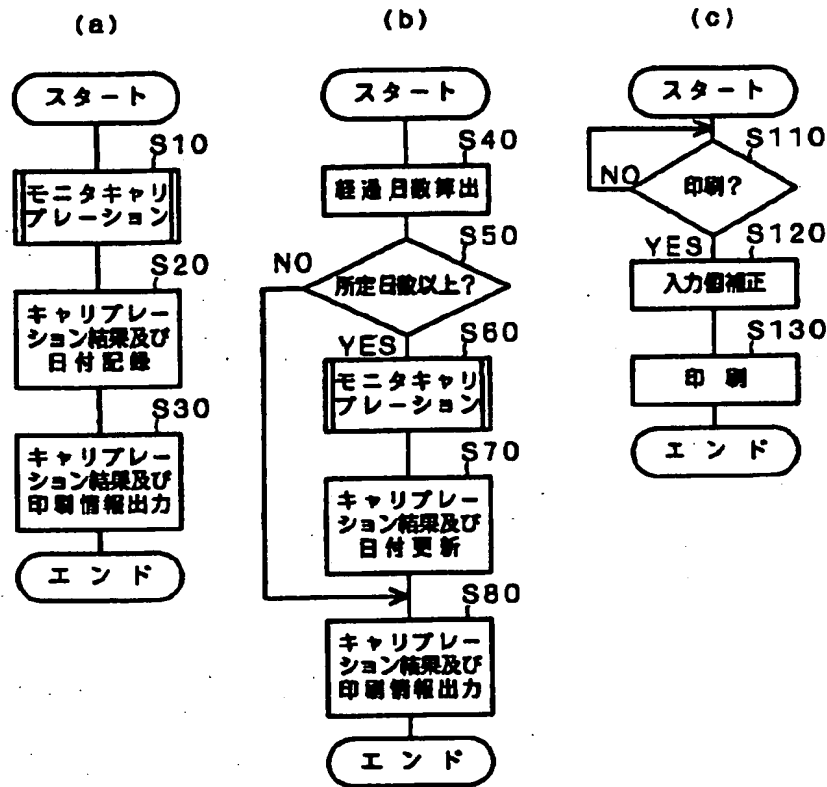 (a)
スタート
S10
モニタキャリ
ブレーション
S20
キャリブレー
ション結果及び
日付記録
S30
キャリブレー
ション結果及び
印刷情報出力
エンド
(b)
スタート
S40
経過日数算出
S50
所定日数以上?
NO
YES
S60
モニタキャリ
ブレーション
S70
キャリブレー
ション結果及び
日付更新
S80
キャリブレー
ション結果及び
印刷情報出力
エンド
(c)
スタート
S110
印刷?
NO
YES
S120
入力値補正
S130
印刷
エンド